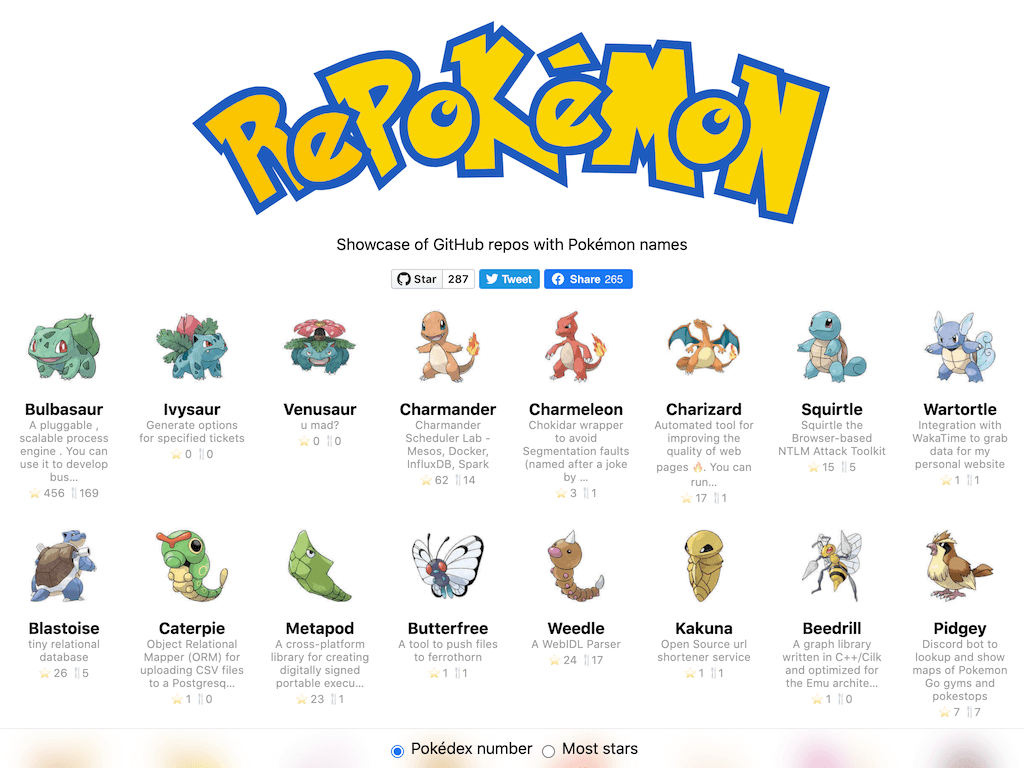 RePoKéMoN
Showcase of GitHub repos with Pokémon names
Star 287 Tweet Share 265
Bulbasaur
A pluggable ,
scalable process
engine . You can
use it to develop
bus...
⭐ 456 🍴169
Ivysaur
Generate options
for specified tickets
⭐ 0 🍴0
Venusaur
u mad?
⭐ 0 🍴0
Charmander
Charmander
Scheduler Lab -
Mesos, Docker,
InfluxDB, Spark
⭐ 62 🍴14
Charmeleon
Chokidar wrapper
to avoid
Segmentation faults
(named after a joke
by ...
⭐ 3 🍴1
Charizard
Automated tool for
improving the
quality of web
pages 🔥. You can
run...
⭐ 17 🍴1
Squirtle
Squirtle the
Browser-based
NTLM Attack Toolkit
⭐ 15 🍴5
Wartortle
Integration with
WakaTime to grab
data for my
personal website
⭐ 1 🍴1
Blastoise
tiny relational
database
⭐ 26 🍴5
Caterpie
Object Relational
Mapper (ORM) for
uploading CSV files
to a Postgresq...
⭐ 1 🍴0
Metapod
A cross-platform
library for creating
digitally signed
portable execu...
⭐ 23 🍴1
Butterfree
A tool to push files
to ferrothorn
⭐ 1 🍴1
Weedle
A WebIDL Parser
⭐ 24 🍴17
Kakuna
Open Source url
shortener service
⭐ 1 🍴1
Beedrill
A graph library
written in C++/Cilk
and optimized for
the Emu archite...
⭐ 1 🍴0
Pidgey
Discord bot to
lookup and show
maps of Pokemon
Go gyms and
pokestops
⭐ 7 🍴7
Pokédex number Most stars